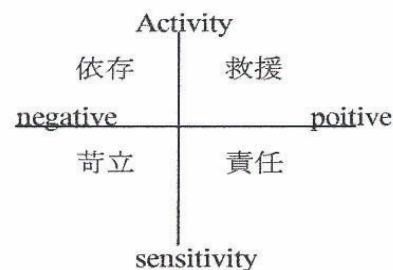 Activity
依存 救援
negative poitive
苛立 責任
sensitivity